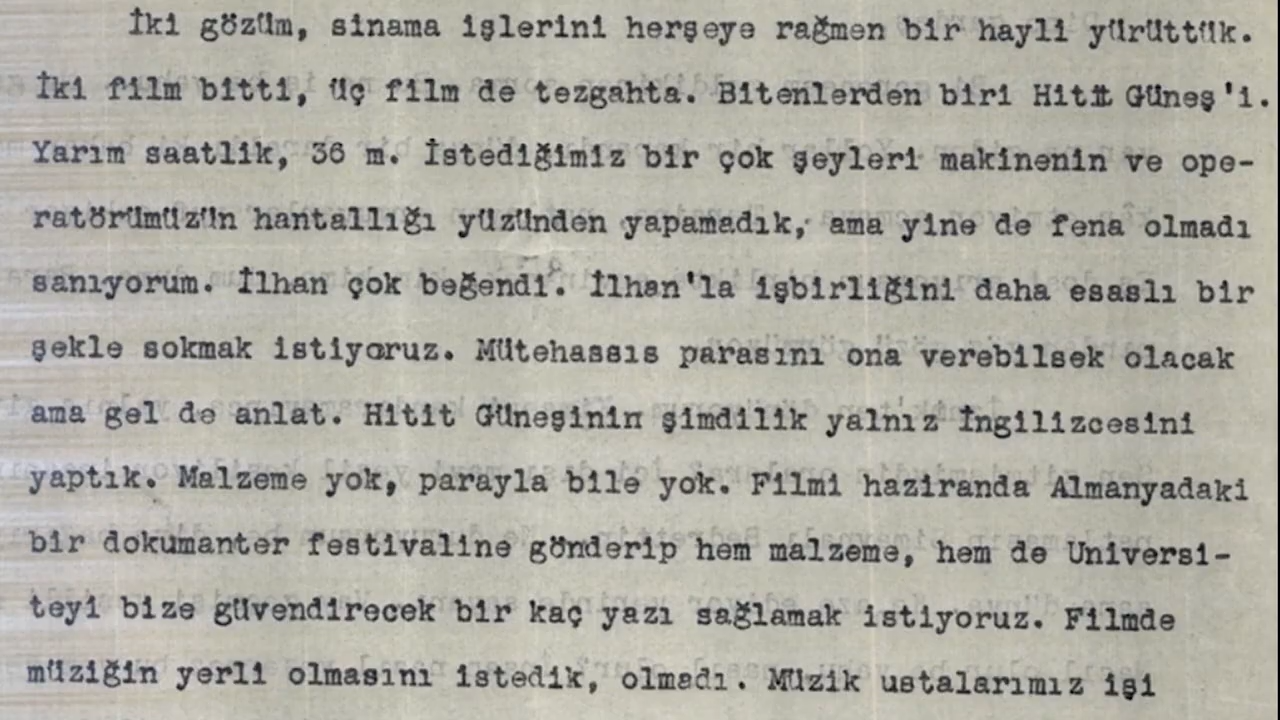 İki gözüm, sinama işlerini herşeye rağmen bir hayli yürüttük.
İki film bitti, üç film de tezgahta. Bitenlerden biri Hitit Güneş'i.
Yarım saatlik, 36 m. İstediğimiz bir çok şeyleri makinenin ve ope-
ratörümüzün hantallığı yüzünden yapamadık, ama yine de fena olmadı
sanıyorum. İlhan çok beğendi. İlhan'la işbirliğini daha esaslı bir
şekle sokmak istiyoruz. Mütehassıs parasını ona verebilsek olacak
ama gel de anlat. Hitit Güneşinin şimdilik yalnız İngilizcesini
yaptık. Malzeme yok, parayla bile yok. Filmi haziranda Almanyadaki
bir dokumanter festivaline gönderip hem malzeme, hem de Universi-
teyi bize güvendirecek bir kaç yazı sağlamak istiyoruz. Filmde
müziğin yerli olmasını istedik, olmadı. Müzik ustalarımız işi